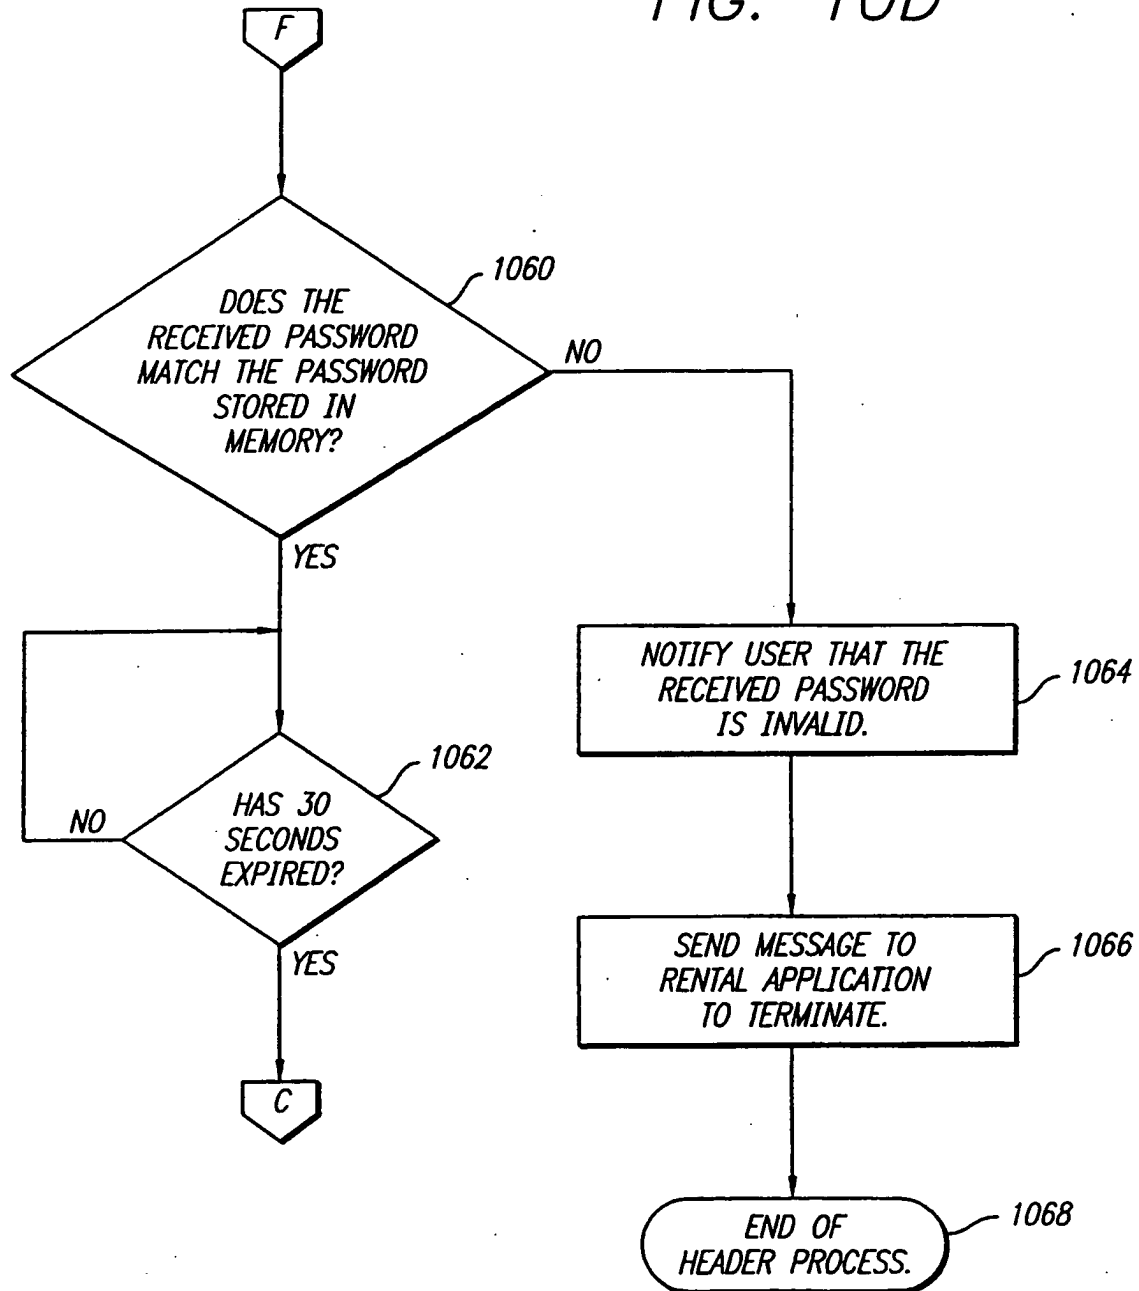 FIG. 10D
F
1060
DOES THE
RECEIVED PASSWORD
MATCH THE PASSWORD
STORED IN
MEMORY?
NO
YES
NOTIFY USER THAT THE
RECEIVED PASSWORD
IS INVALID.
1064
1062
HAS 30
SECONDS
EXPIRED?
NO
YES
SEND MESSAGE TO
RENTAL APPLICATION
TO TERMINATE.
1066
C
END OF
HEADER PROCESS.
1068